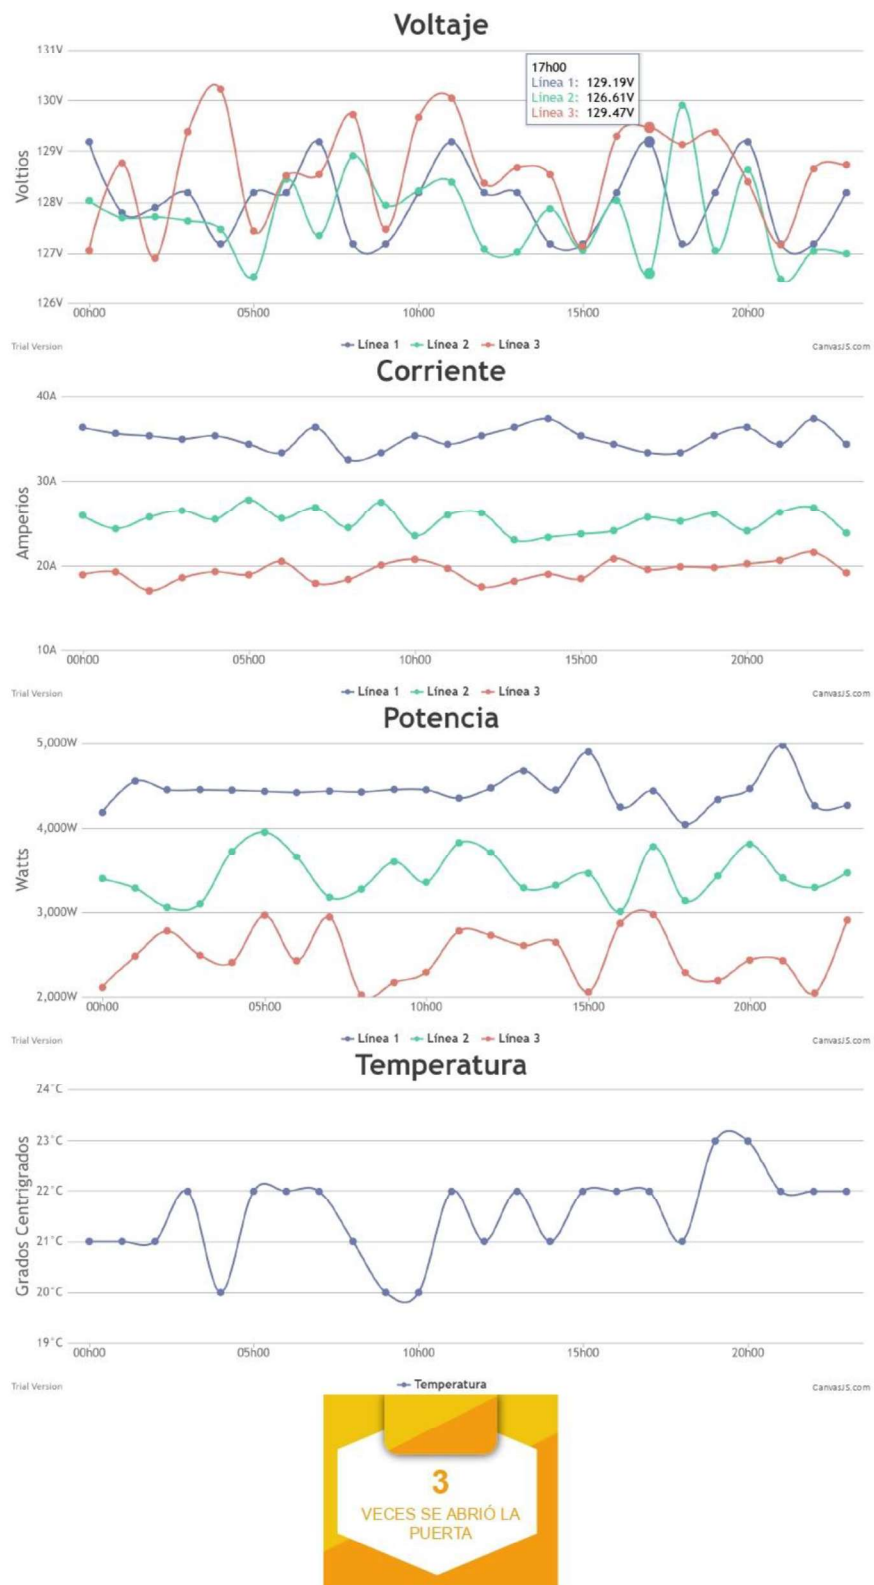 Voltaje
131V
130V
129V
128V
127V
126V
Voltios
17h00
Línea 1: 129.19V
Línea 2: 126.61V
Línea 3: 129.47V
00h00 05h00 10h00 15h00 20h00
Trial Version
Línea 1 Línea 2 Línea 3
CanvasJS.com
Corriente
40A
30A
20A
10A
Amperios
00h00 05h00 10h00 15h00 20h00
Trial Version
Línea 1 Línea 2 Línea 3
CanvasJS.com
Potencia
5,000W
4,000W
3,000W
2,000W
Watts
00h00 05h00 10h00 15h00 20h00
Trial Version
Línea 1 Línea 2 Línea 3
CanvasJS.com
Temperatura
24°C
23°C
22°C
21°C
20°C
19°C
Grados Centrigrados
00h00 05h00 10h00 15h00 20h00
Trial Version
Temperatura
CanvasJS.com
3
VECES SE ABRIÓ LA
PUERTA